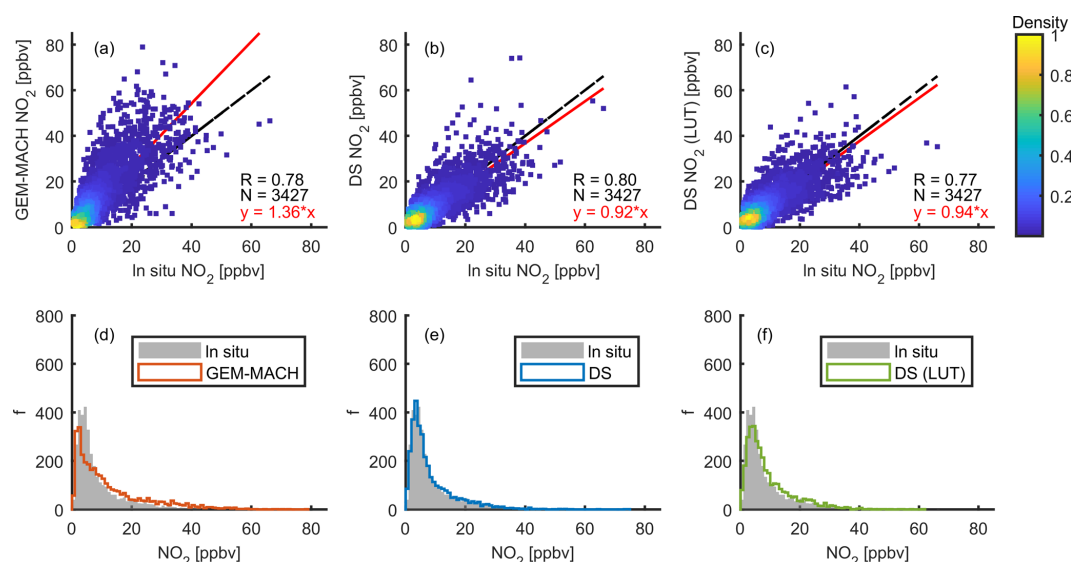 Density
(a)
80
60
40
20
0
GEM-MACH NO2 [ppbv]
R = 0.78
N = 3427
y = 1.36*x
0 20 40 60 80
In situ NO2 [ppbv]
(b)
80
60
40
20
0
DS NO2 [ppbv]
R = 0.80
N = 3427
y = 0.92*x
0 20 40 60 80
In situ NO2 [ppbv]
(c)
80
60
40
20
0
DS NO2 (LUT) [ppbv]
R = 0.77
N = 3427
y = 0.94*x
0 20 40 60 80
In situ NO2 [ppbv]
1
0.8
0.6
0.4
0.2
(d)
800
600
400
200
0
f
In situ
GEM-MACH
0 20 40 60 80
NO2 [ppbv]
(e)
800
600
400
200
0
f
In situ
DS
0 20 40 60 80
NO2 [ppbv]
(f)
800
600
400
200
0
f
In situ
DS (LUT)
0 20 40 60 80
NO2 [ppbv]